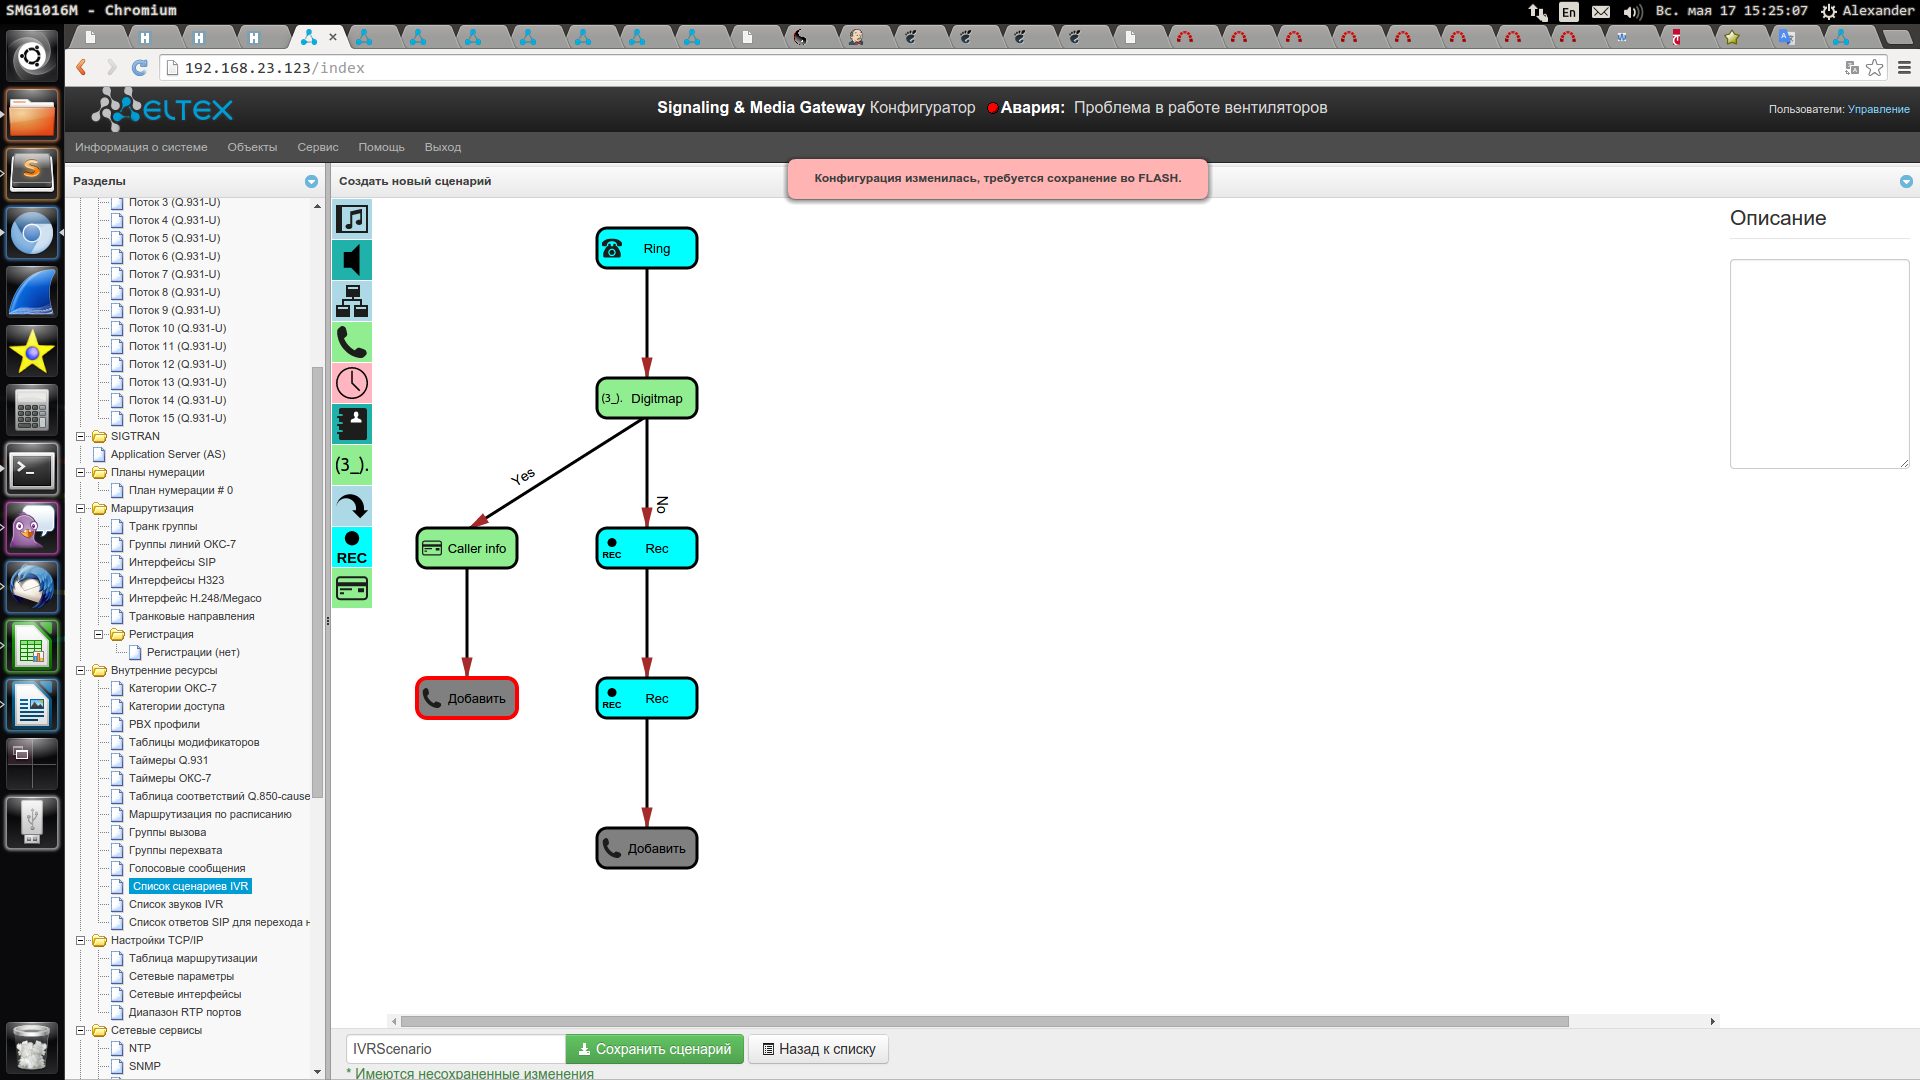 SMG1016M - Chromium
En
Вс. мая 17 15:25:07
Alexander
192.168.23.123/index
ELTEX
Signaling & Media Gateway Конфигуратор Авария: Проблема в работе вентиляторов
Пользователи: Управление
Информация о системе Объекты Сервис Помощь Выход
Разделы
Создать новый сценарий
Конфигурация изменилась, требуется сохранение во FLASH.
Поток 3 (Q.931-U)
Поток 4 (Q.931-U)
Поток 5 (Q.931-U)
Поток 6 (Q.931-U)
Поток 7 (Q.931-U)
Поток 8 (Q.931-U)
Поток 9 (Q.931-U)
Поток 10 (Q.931-U)
Поток 11 (Q.931-U)
Поток 12 (Q.931-U)
Поток 13 (Q.931-U)
Поток 14 (Q.931-U)
Поток 15 (Q.931-U)
SIGTRAN
Application Server (AS)
Планы нумерации
План нумерации # 0
Маршрутизация
Транк группы
Группы линий ОКС-7
Интерфейсы SIP
Интерфейсы H323
Интерфейс H.248/Megaco
Транковые направления
Регистрация
Регистрации (нет)
Внутренние ресурсы
Категории ОКС-7
Категории доступа
PBX профили
Таблицы модификаторов
Таймеры Q.931
Таймеры ОКС-7
Таблица соответствий Q.850-cause
Маршрутизация по расписанию
Группы вызова
Группы перехвата
Голосовые сообщения
Список сценариев IVR
Список звуков IVR
Список ответов SIP для перехода н
Настройки TCP/IP
Таблица маршрутизации
Сетевые параметры
Сетевые интерфейсы
Диапазон RTP портов
Сетевые сервисы
NTP
SNMP
(3_).
REC
Ring
(3_). Digitmap
Yes
No
Caller info
REC Rec
Добавить
REC Rec
Добавить
Описание
IVRScenario
Сохранить сценарий
Назад к списку
* Имеются несохраненные изменения